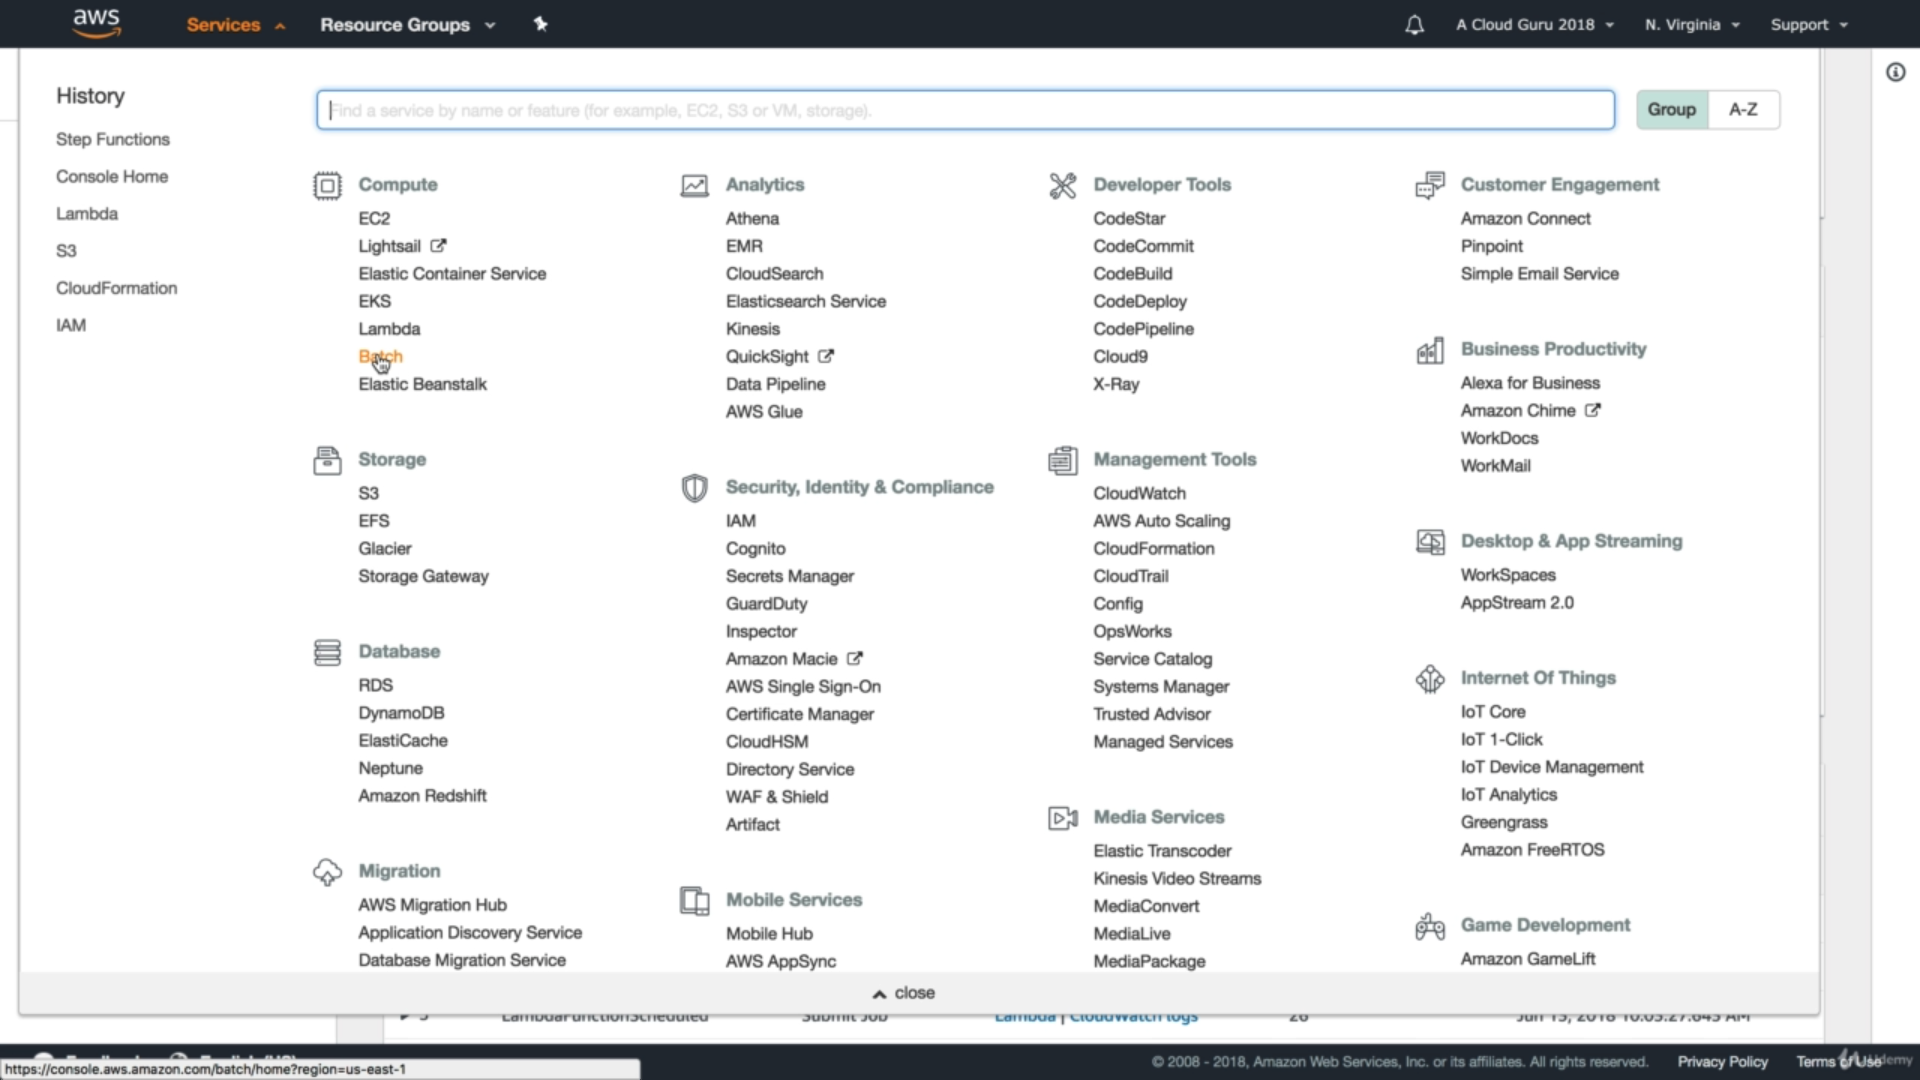 aws
Services
Resource Groups
A Cloud Guru 2018
N. Virginia
Support
History
Step Functions
Console Home
Lambda
S3
CloudFormation
IAM
Find a service by name or feature (for example, EC2, S3 or VM, storage).
Group
A-Z
Compute
EC2
Lightsail
Elastic Container Service
EKS
Lambda
Batch
Elastic Beanstalk
Storage
S3
EFS
Glacier
Storage Gateway
Database
RDS
DynamoDB
ElastiCache
Neptune
Amazon Redshift
Migration
AWS Migration Hub
Application Discovery Service
Database Migration Service
Analytics
Athena
EMR
CloudSearch
Elasticsearch Service
Kinesis
QuickSight
Data Pipeline
AWS Glue
Security, Identity & Compliance
IAM
Cognito
Secrets Manager
GuardDuty
Inspector
Amazon Macie
AWS Single Sign-On
Certificate Manager
CloudHSM
Directory Service
WAF & Shield
Artifact
Mobile Services
Mobile Hub
AWS AppSync
Developer Tools
CodeStar
CodeCommit
CodeBuild
CodeDeploy
CodePipeline
Cloud9
X-Ray
Management Tools
CloudWatch
AWS Auto Scaling
CloudFormation
CloudTrail
Config
OpsWorks
Service Catalog
Systems Manager
Trusted Advisor
Managed Services
Media Services
Elastic Transcoder
Kinesis Video Streams
MediaConvert
MediaLive
MediaPackage
Customer Engagement
Amazon Connect
Pinpoint
Simple Email Service
Business Productivity
Alexa for Business
Amazon Chime
WorkDocs
WorkMail
Desktop & App Streaming
WorkSpaces
AppStream 2.0
Internet Of Things
IoT Core
IoT 1-Click
IoT Device Management
IoT Analytics
Greengrass
Amazon FreeRTOS
Game Development
Amazon GameLift
close
LambdaFunctionScheduled Submit Job Lambda | CloudWatch logs
https://console.aws.amazon.com/batch/home?region=us-east-1
© 2008 - 2018, Amazon Web Services, Inc. or its affiliates. All rights reserved.
Privacy Policy
Terms of Use